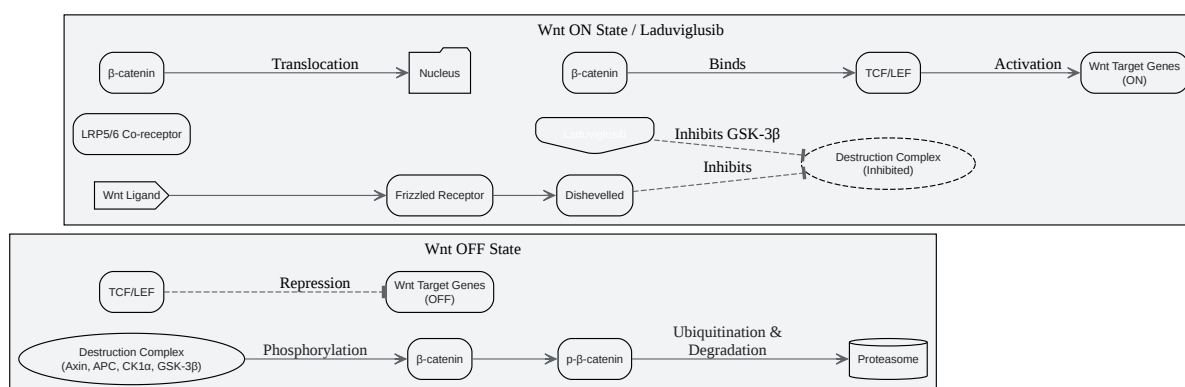 Wnt ON State / Laduviglusib
β-catenin
Translocation
Nucleus
β-catenin
Binds
TCF/LEF
Activation
Wnt Target Genes
(ON)
LRP5/6 Co-receptor
Laduviglusib
Inhibits GSK-3β
Destruction Complex
(Inhibited)
Inhibits
Wnt Ligand
Frizzled Receptor
Dishevelled
Wnt OFF State
TCF/LEF
Repression
Wnt Target Genes
(OFF)
Destruction Complex
(Axin, APC, CK1α, GSK-3β)
Phosphorylation
β-catenin
p-β-catenin
Ubiquitination &
Degradation
Proteasome